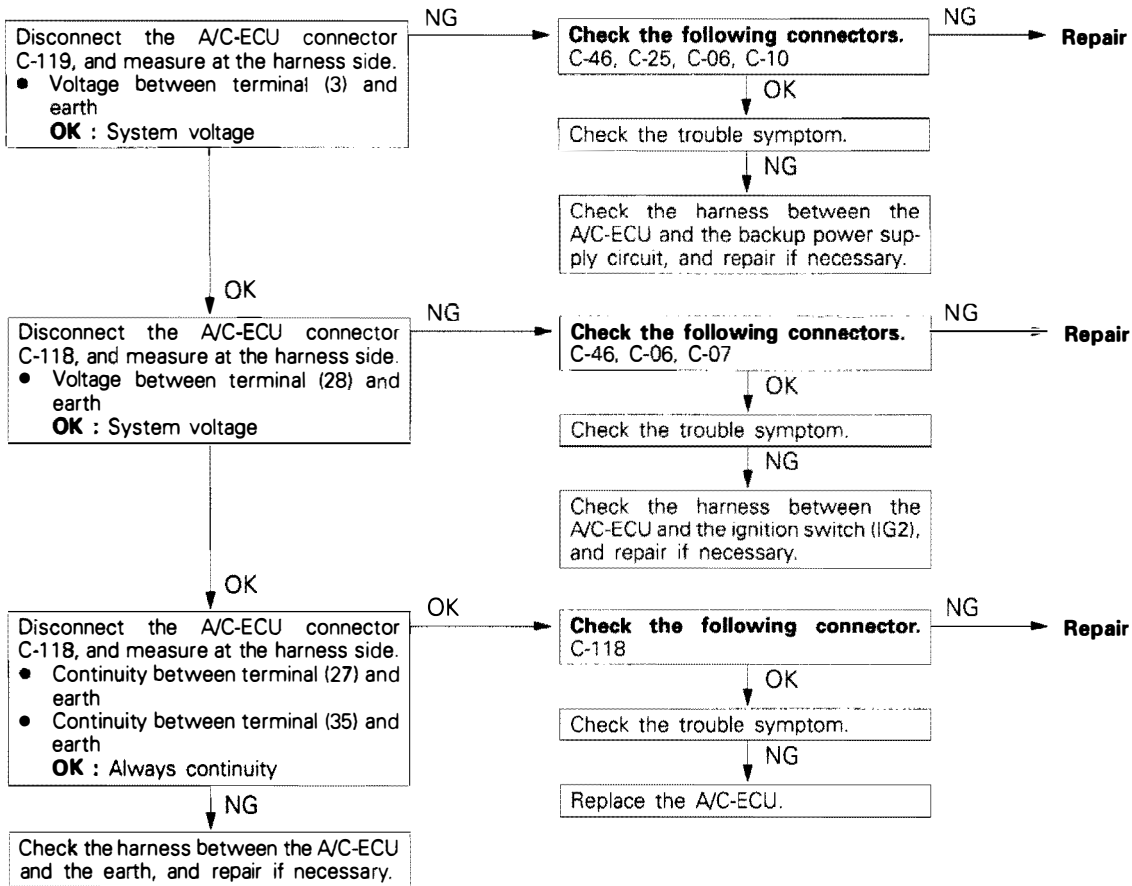 Disconnect the A/C-ECU connector
C-119, and measure at the harness side.
● Voltage between terminal (3) and
earth
OK : System voltage
NG
Check the following connectors.
C-46, C-25, C-06, C-10
NG
Repair
OK
Check the trouble symptom.
NG
Check the harness between the
A/C-ECU and the backup power sup-
ply circuit, and repair if necessary.
OK
Disconnect the A/C-ECU connector
C-118, and measure at the harness side.
● Voltage between terminal (28) and
earth
OK : System voltage
NG
Check the following connectors.
C-46, C-06, C-07
NG
Repair
OK
Check the trouble symptom.
NG
Check the harness between the
A/C-ECU and the ignition switch (IG2),
and repair if necessary.
OK
Disconnect the A/C-ECU connector
C-118, and measure at the harness side.
● Continuity between terminal (27) and
earth
● Continuity between terminal (35) and
earth
OK : Always continuity
OK
Check the following connector.
C-118
NG
Repair
OK
Check the trouble symptom.
NG
Replace the A/C-ECU.
NG
Check the harness between the A/C-ECU
and the earth, and repair if necessary.